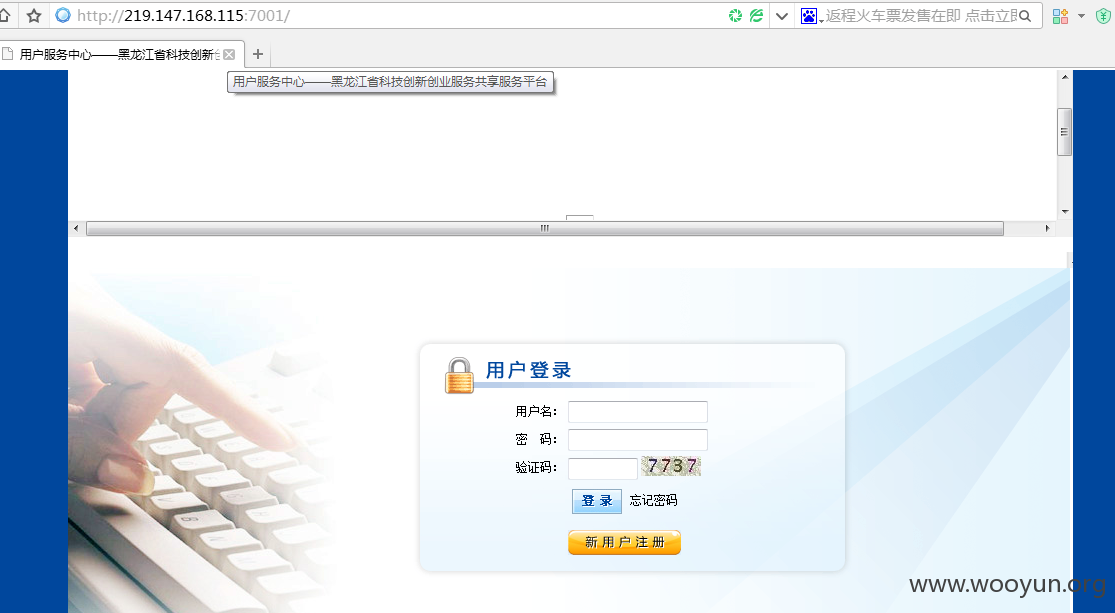 http://219.147.168.115:7001/
返程火车票发售在即 点击立即
用户服务中心——黑龙江省科技创新创
用户服务中心——黑龙江省科技创新创业服务共享服务平台
用户登录
用户名：
密 码：
验证码：
7737
登 录 忘记密码
新用户注册
www.wooyun.org